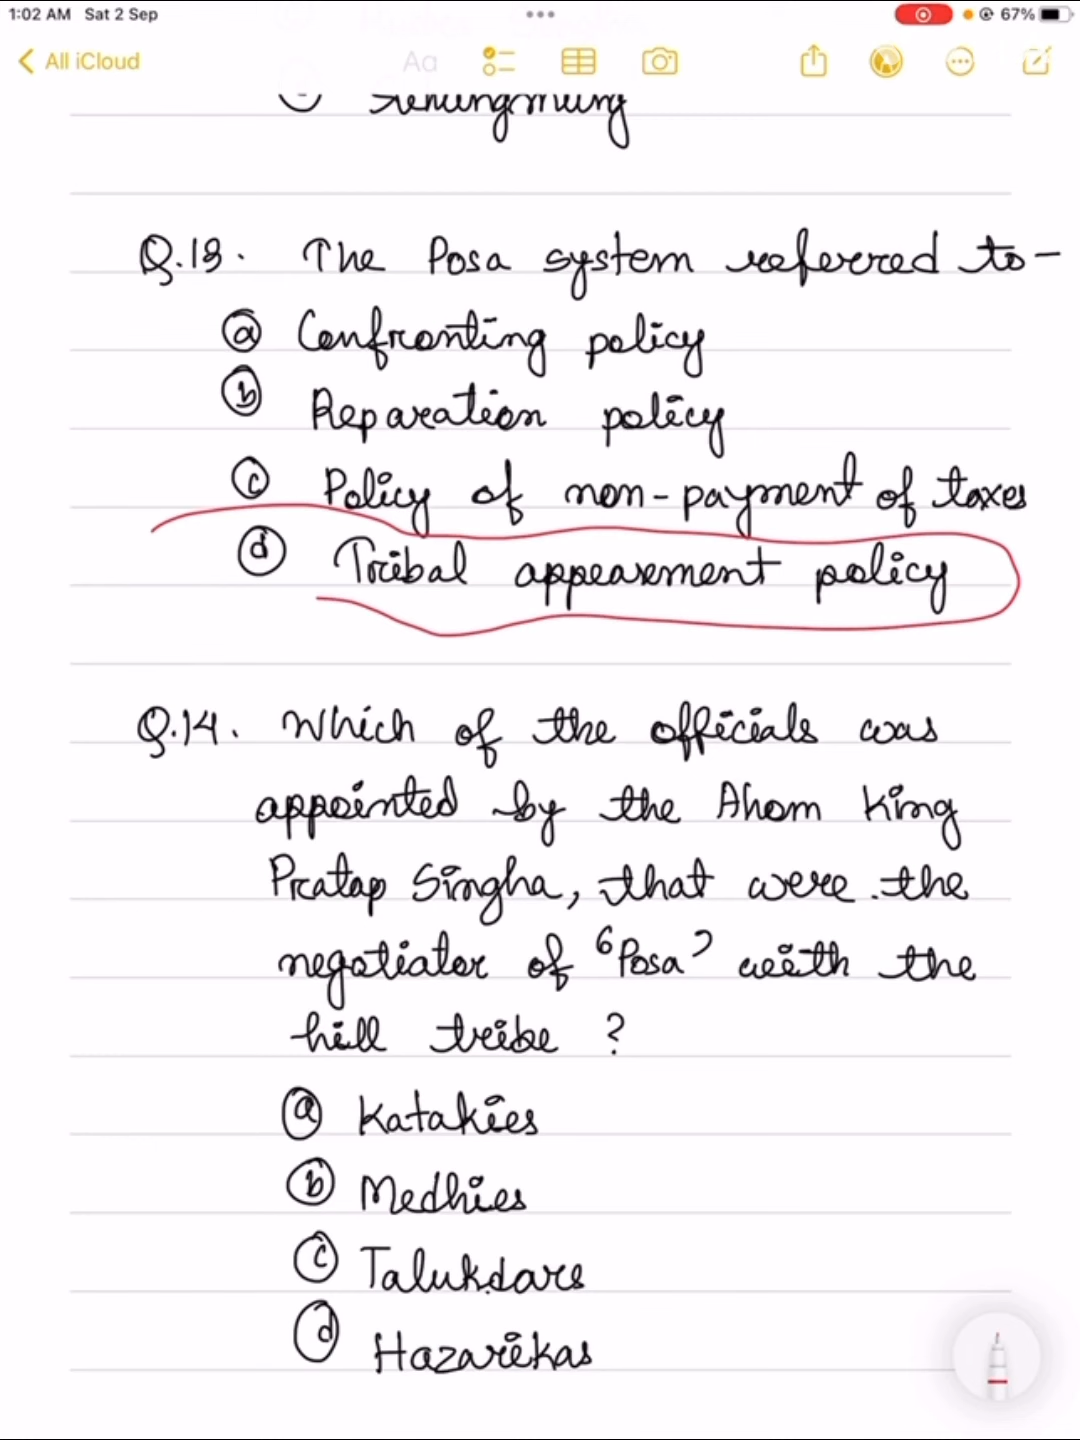 1:02 AM Sat 2 Sep
67%
All iCloud
Aa
Q.13. The Posa system referred to-
(a) Confronting policy
(b) Reparation policy
(c) Policy of non-payment of taxes
(d) Tribal appeasement policy
Q.14. Which of the officials was
appointed by the Ahom King
Pratap Singha, that were the
negotiator of 'Posa' with the
hill tribe ?
(a) Katakies
(b) Medhies
(c) Talukdars
(d) Hazarikas